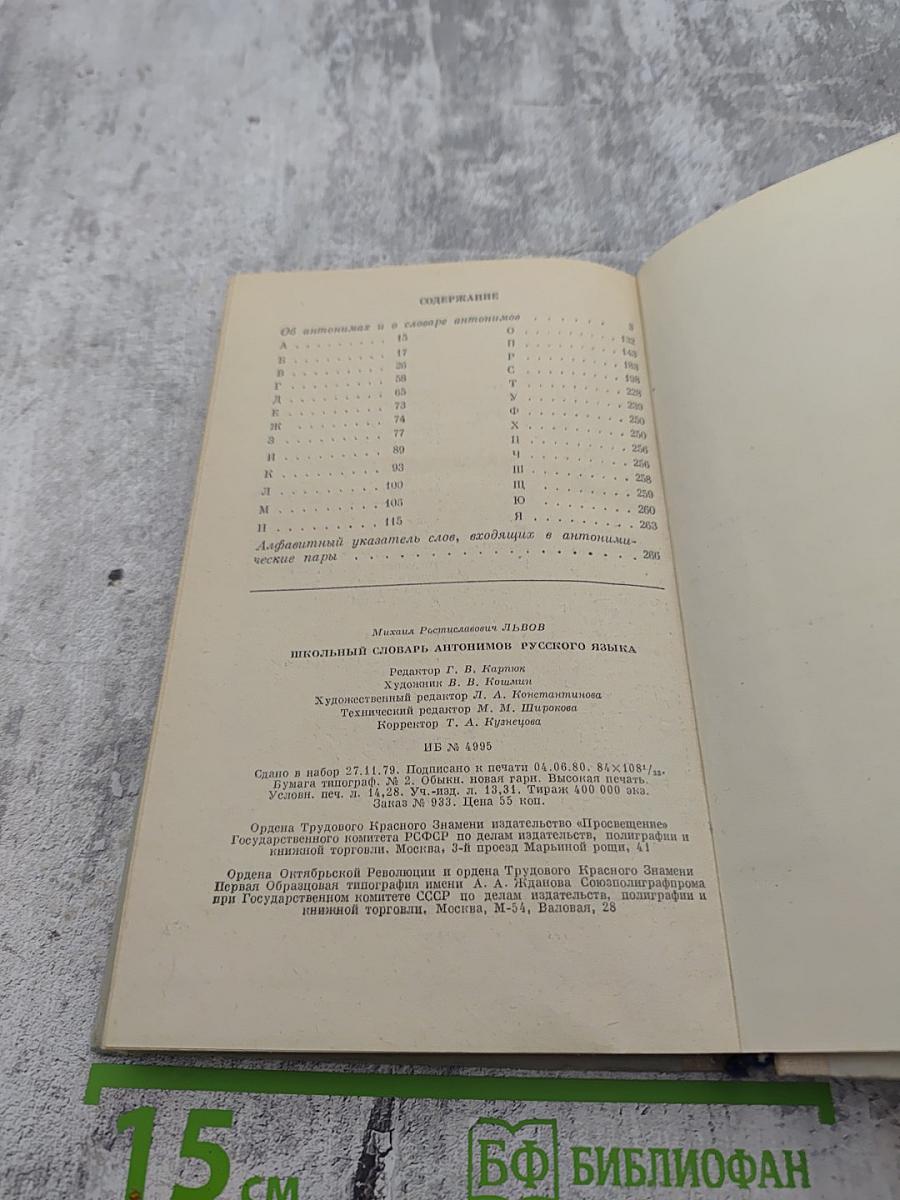 СОДЕРЖАНИЕ
Об антонимах и о словаре антонимов . . . . . . 3
А . . . . . . . . . 15
Б . . . . . . . . . 17
В . . . . . . . . . 26
Г . . . . . . . . . 58
Д . . . . . . . . . 65
Е . . . . . . . . . 73
Ж . . . . . . . . . 74
З . . . . . . . . . 77
И . . . . . . . . . 89
К . . . . . . . . . 93
Л . . . . . . . . . 100
М . . . . . . . . . 105
Н . . . . . . . . . 115
О . . . . . . . . . 132
П . . . . . . . . . 143
Р . . . . . . . . . 183
С . . . . . . . . . 198
Т . . . . . . . . . 228
У . . . . . . . . . 239
Ф . . . . . . . . . 250
Х . . . . . . . . . 250
Ц . . . . . . . . . 256
Ч . . . . . . . . . 256
Ш . . . . . . . . . 258
Щ . . . . . . . . . 259
Ю . . . . . . . . . 260
Я . . . . . . . . . 263
Алфавитный указатель слов, входящих в антоними-
ческие пары . . . . . . . . . . . . . . . . 266
Михаил Ростиславович ЛЬВОВ
ШКОЛЬНЫЙ СЛОВАРЬ АНТОНИМОВ РУССКОГО ЯЗЫКА
Редактор Г. В. Карпюк
Художник В. В. Кошмин
Художественный редактор Л. А. Константинова
Технический редактор М. М. Широкова
Корректор Т. А. Кузнецова
ИБ № 4995
Сдано в набор 27.11.79. Подписано к печати 04.06.80. 84×108¹/₃₂.
Бумага типограф. № 2. Обыкн. новая гарн. Высокая печать.
Условн. печ. л. 14,28. Уч.-изд. л. 13,31. Тираж 400 000 экз.
Заказ № 933. Цена 55 коп.
Ордена Трудового Красного Знамени издательство «Просвещение»
Государственного комитета РСФСР по делам издательств, полиграфии и
книжной торговли. Москва, 3-й проезд Марьиной рощи, 41
Ордена Октябрьской Революции и ордена Трудового Красного Знамени
Первая Образцовая типография имени А. А. Жданова Союзполиграфпрома
при Государственном комитете СССР по делам издательств, полиграфии и
книжной торговли. Москва, М-54, Валовая, 28
15 см
БФ БИБЛИОФАН